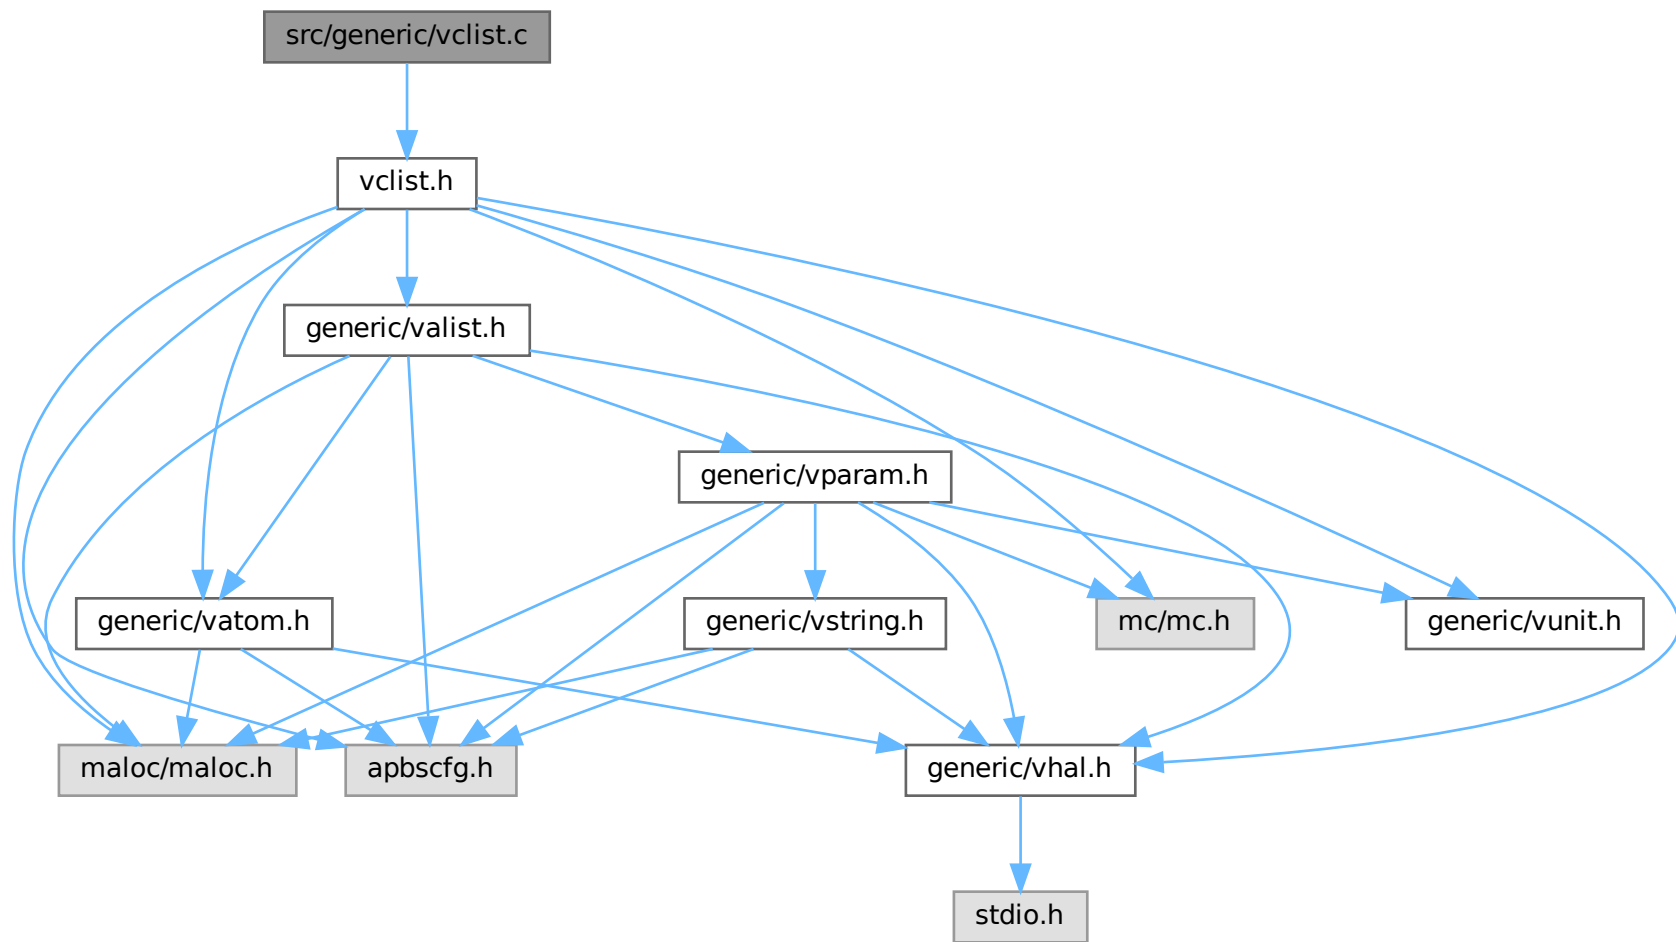 src/generic/vclist.c
vclist.h
generic/valist.h
generic/vparam.h
generic/vatom.h
generic/vstring.h
mc/mc.h
generic/vunit.h
maloc/maloc.h
apbscfg.h
generic/vhal.h
stdio.h